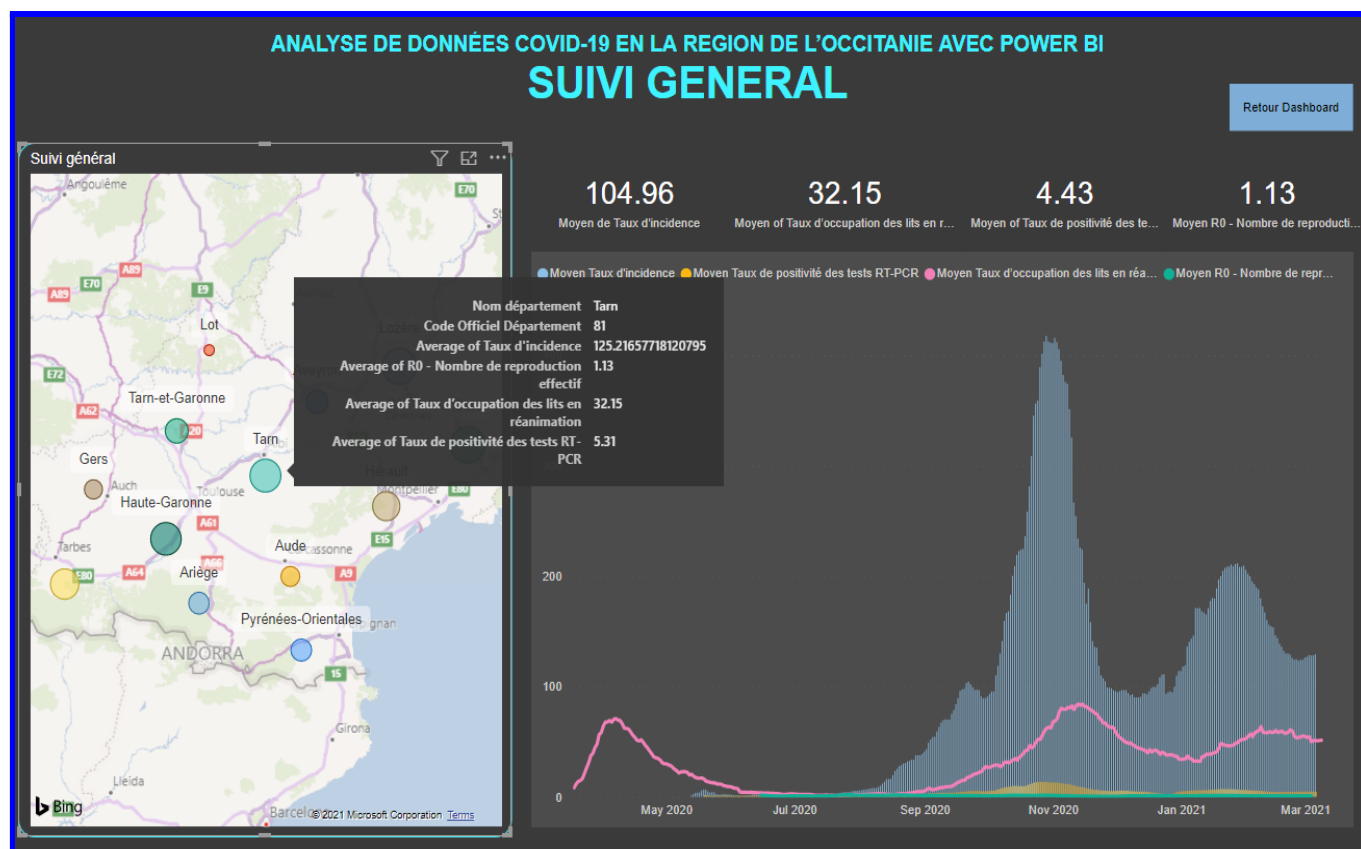 ANALYSE DE DONNÉES COVID-19 EN LA REGION DE L'OCCITANIE AVEC POWER BI
SUIVI GENERAL
Retour Dashboard
Suivi général
104.96
Moyen de Taux d'incidence
32.15
Moyen of Taux d'occupation des lits en r...
4.43
Moyen of Taux de positivité des te...
1.13
Moyen R0 - Nombre de reproducti...
Moyen Taux d'incidence
Moyen Taux de positivité des tests RT-PCR
Moyen Taux d'occupation des lits en réa...
Moyen R0 - Nombre de repr...
Nom département Tarn
Code Officiel Département 81
Average of Taux d'incidence 125.21657718120795
Average of R0 - Nombre de reproduction 1.13
effectif
Average of Taux d'occupation des lits en 32.15
réanimation
Average of Taux de positivité des tests RT- 5.31
PCR
Angoulême
E70
A89
E70
E9
A89
Lot
Lozère
E72
Aveyron
Tarn-et-Garonne
A62
A20
Tarn
Gers
Auch
Toulouse
Hérault
Montpellier
E80
Haute-Garonne
A61
E15
Tarbes
Aude
E80
A64
A66
A9
Ariège
Pyrénées-Orientales
ANDORRA
15
Girona
Lleida
Bing
Barcelona
©2021 Microsoft Corporation Terms
200
100
0
May 2020
Jul 2020
Sep 2020
Nov 2020
Jan 2021
Mar 2021